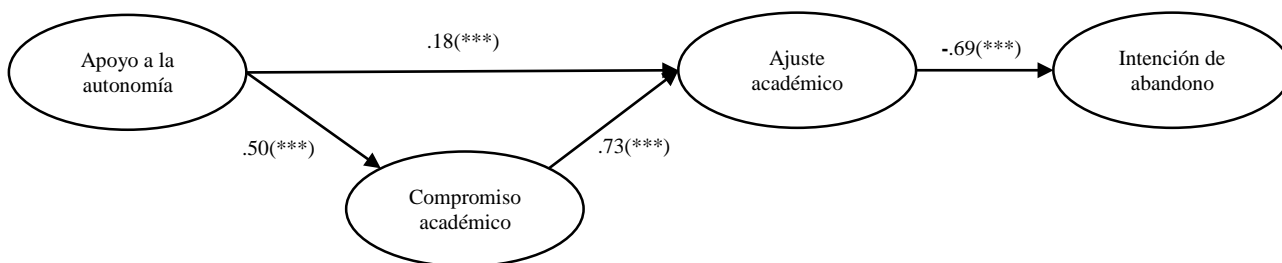 Apoyo a la
autonomía
.18(***)
Ajuste
académico
-.69(***)
Intención de
abandono
.50(***)
.73(***)
Compromiso
académico